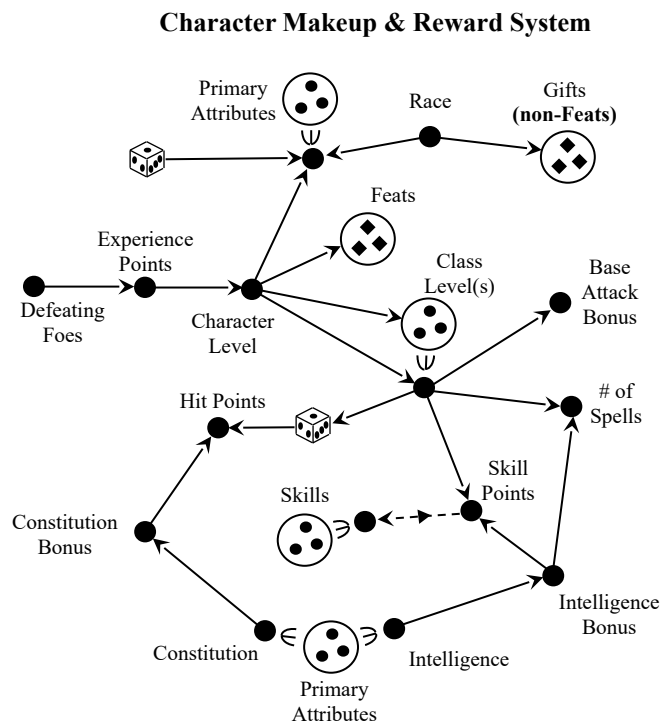 Character Makeup & Reward System
Primary
Attributes
Race
Gifts
(non-Feats)
Feats
Experience
Points
Class
Level(s)
Base
Attack
Bonus
Defeating
Foes
Character
Level
Hit Points
# of
Spells
Skills
Skill
Points
Constitution
Bonus
Intelligence
Bonus
Constitution
Intelligence
Primary
Attributes